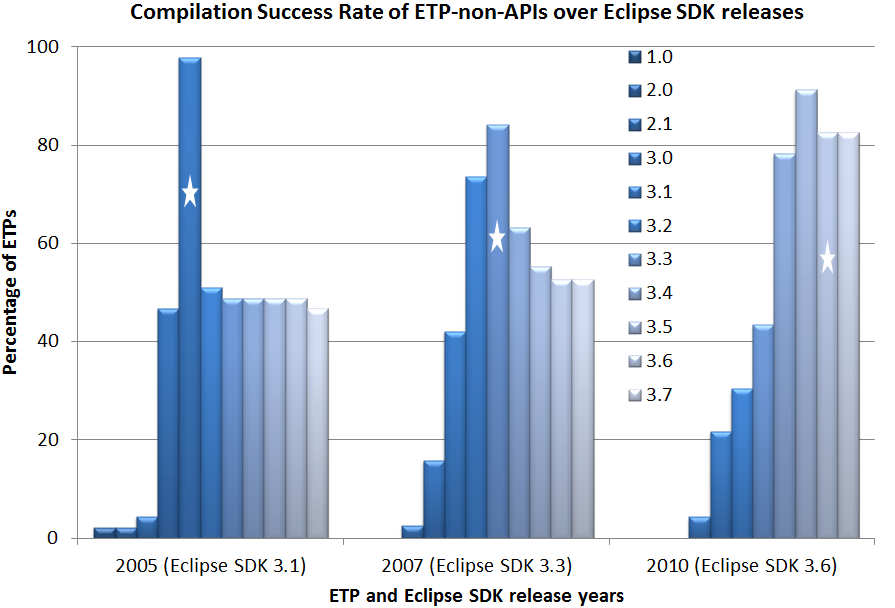 Compilation Success Rate of ETP-non-APIs over Eclipse SDK releases
Percentage of ETPs
100
80
60
40
20
0
1.0
2.0
2.1
3.0
3.1
3.2
3.3
3.4
3.5
3.6
3.7
2005 (Eclipse SDK 3.1)
2007 (Eclipse SDK 3.3)
2010 (Eclipse SDK 3.6)
ETP and Eclipse SDK release years